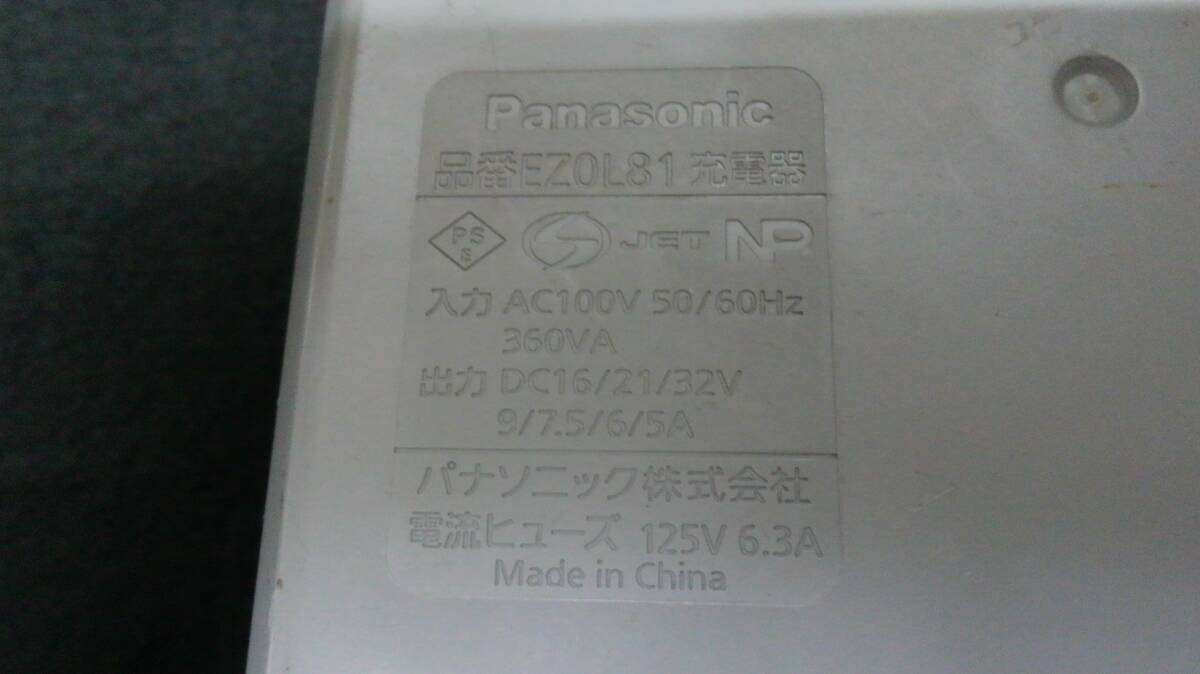 Panasonic
品番EZ0L81 充電器
PS E JET NP
入力 AC100V 50/60Hz
360VA
出力 DC16/21/32V
9/7.5/6/5A
パナソニック株式会社
電流ヒューズ 125V 6.3A
Made in China